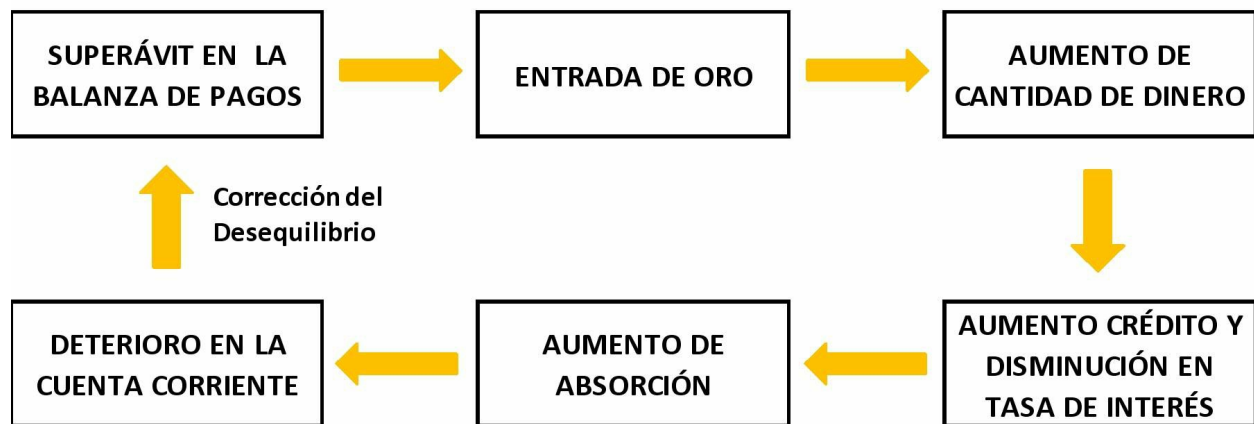 SUPERÁVIT EN LA
BALANZA DE PAGOS
ENTRADA DE ORO
AUMENTO DE
CANTIDAD DE DINERO
Corrección del
Desequilibrio
DETERIORO EN LA
CUENTA CORRIENTE
AUMENTO DE
ABSORCIÓN
AUMENTO CRÉDITO Y
DISMINUCIÓN EN
TASA DE INTERÉS